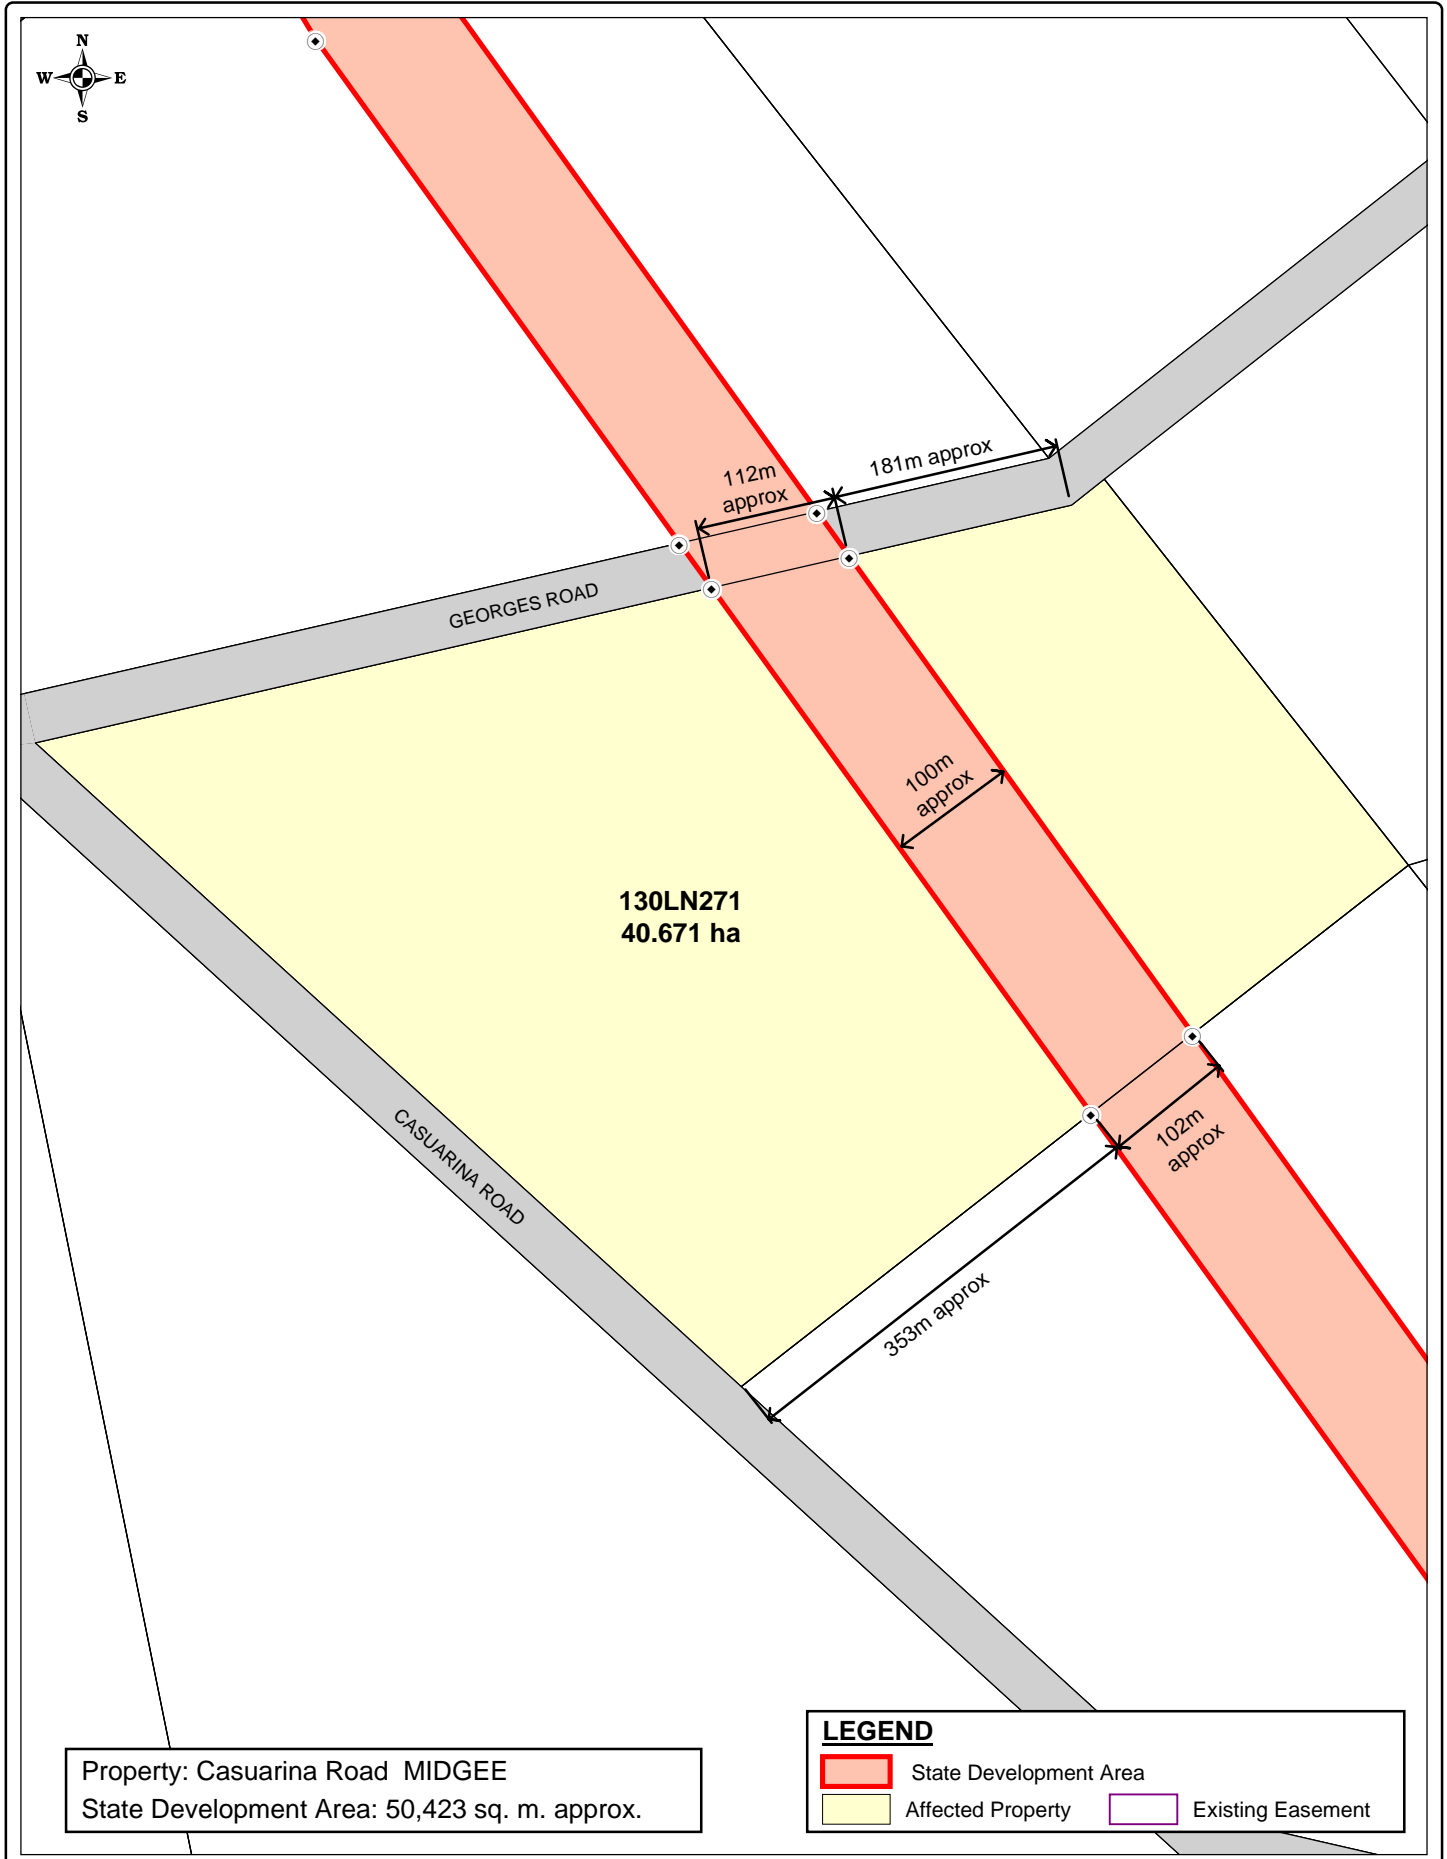 N
W E
S
181m approx
112m
approx
GEORGES ROAD
100m
approx
130LN271
40.671 ha
CASUARINA ROAD
102m
approx
353m approx
Property: Casuarina Road MIDGEE
State Development Area: 50,423 sq. m. approx.
LEGEND
State Development Area
Affected Property
Existing Easement